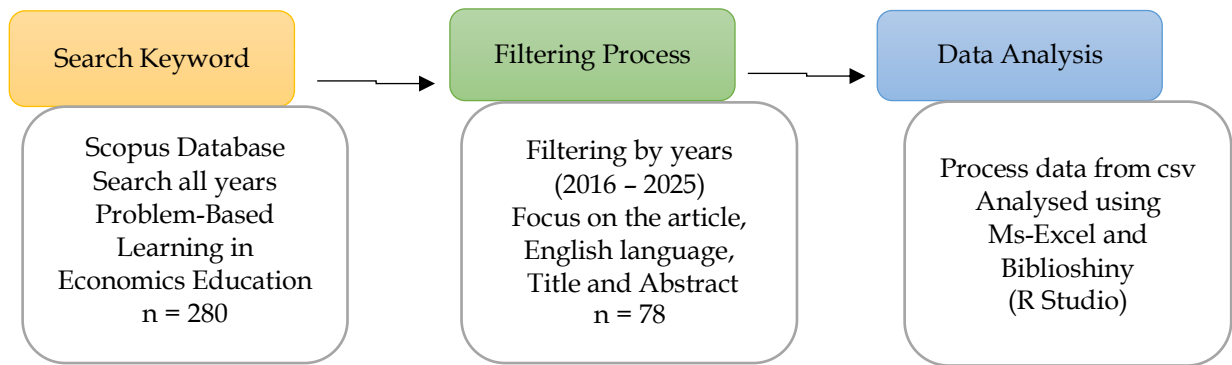 Search Keyword
Scopus Database
Search all years
Problem-Based
Learning in
Economics Education
n = 280
Filtering Process
Filtering by years
(2016 – 2025)
Focus on the article,
English language,
Title and Abstract
n = 78
Data Analysis
Process data from csv
Analysed using
Ms-Excel and
Biblioshiny
(R Studio)